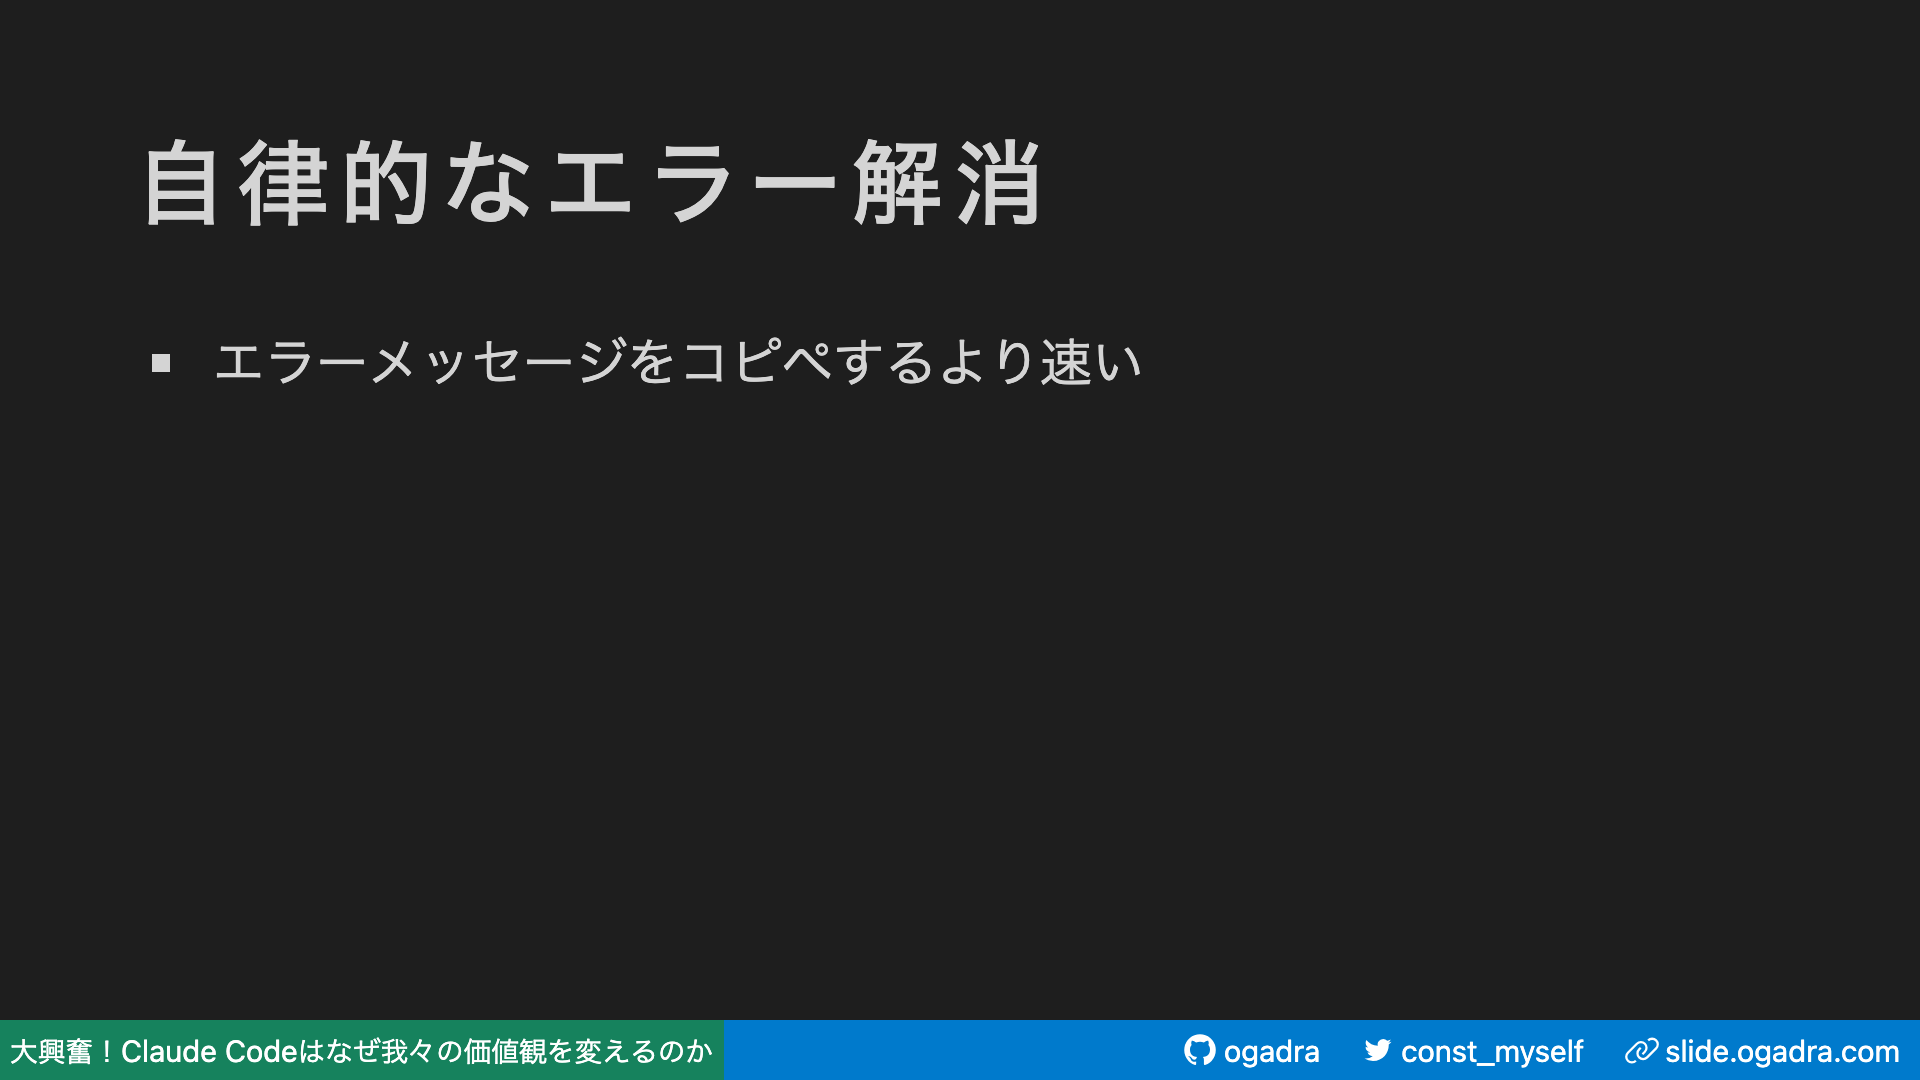 自律的なエラー解消
エラーメッセージをコピペするより速い
大興奮！Claude Codeはなぜ我々の価値観を変えるのか
ogadra
const_myself
slide.ogadra.com